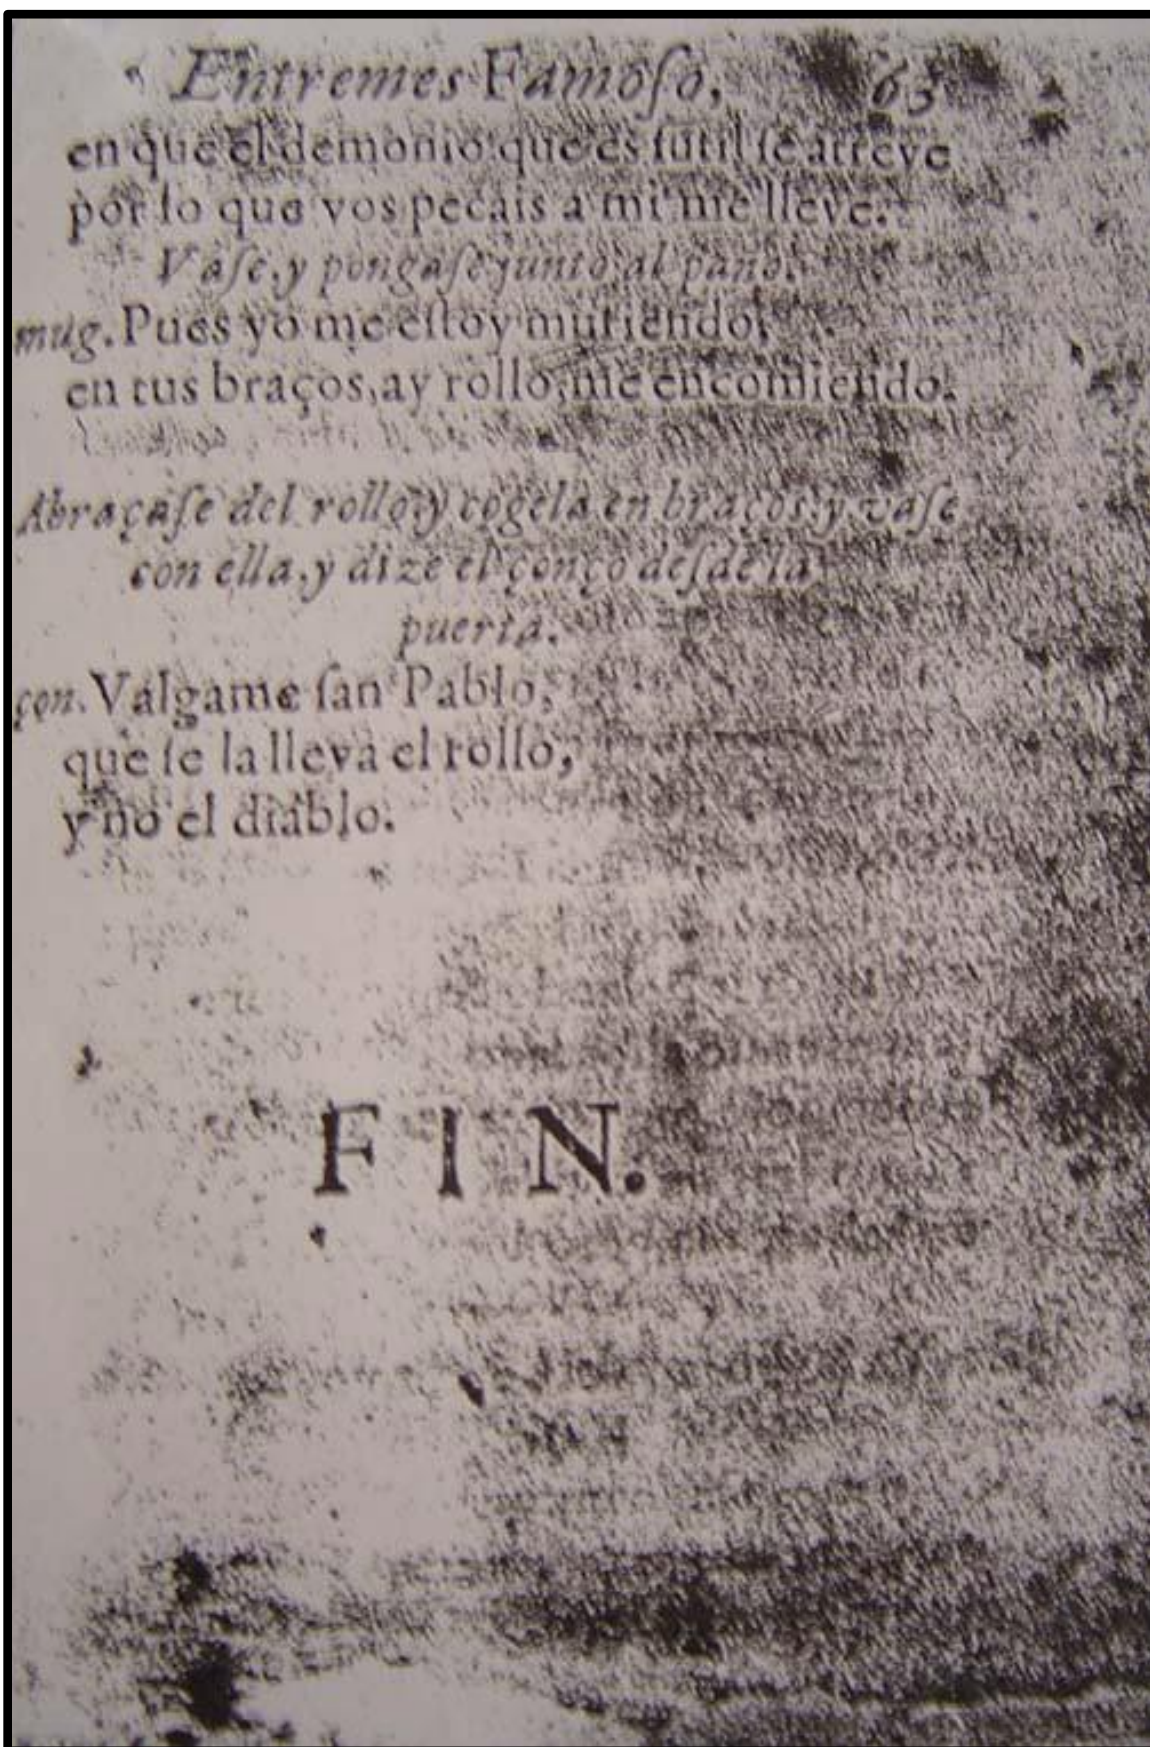 Entremes Famoſo, 63
en que el demonio que es ſutil ſe atreve
por lo que vos pecais a mi me lleve.
Vaſe, y pongaſe junto al paño.
mug. Pues yo me eſtoy muriendo,
en tus braços, ay rollo, me encomiendo.
Abraçaſe del rollo, y cogela en braços, y vaſe
con ella, y dize el çonço deſde la
puerta.
çon. Valgame ſan Pablo,
que ſe la lleva el rollo,
y no el diablo.
FIN.